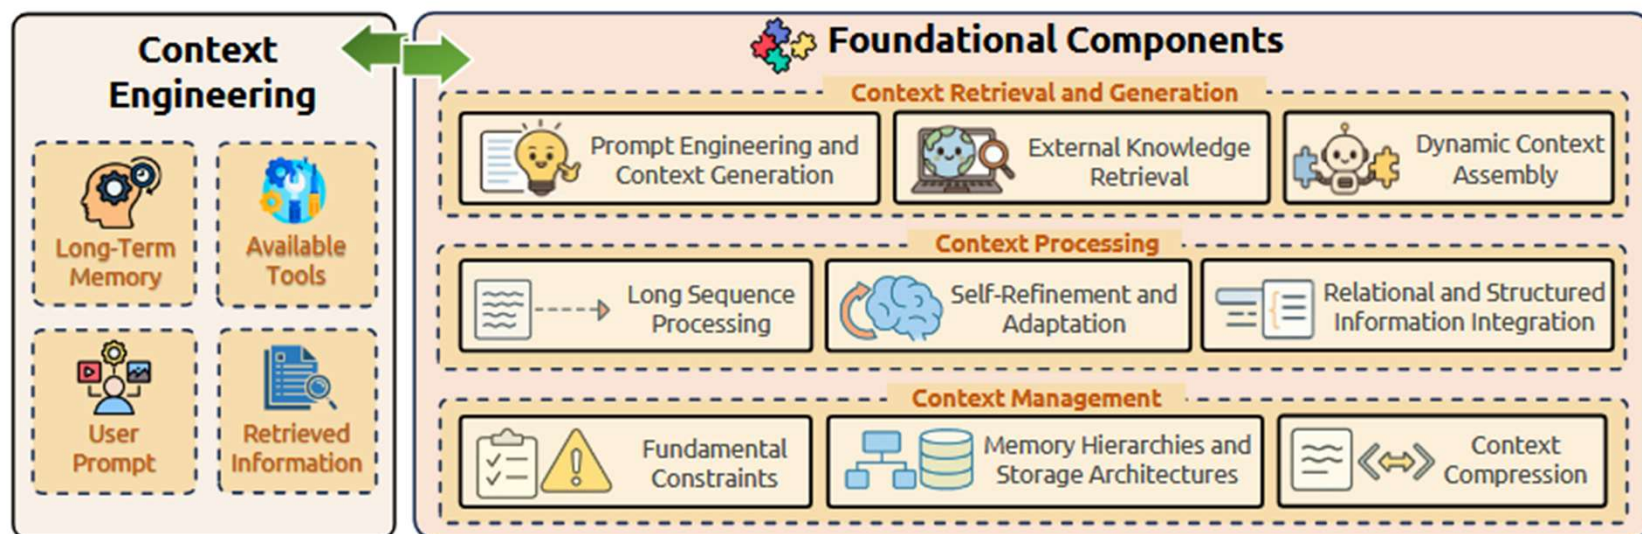 Context
Engineering
Long-Term
Memory
Available
Tools
User
Prompt
Retrieved
Information
Foundational Components
Context Retrieval and Generation
Prompt Engineering and
Context Generation
External Knowledge
Retrieval
Dynamic Context
Assembly
Context Processing
Long Sequence
Processing
Self-Refinement and
Adaptation
Relational and Structured
Information Integration
Context Management
Fundamental
Constraints
Memory Hierarchies and
Storage Architectures
Context
Compression